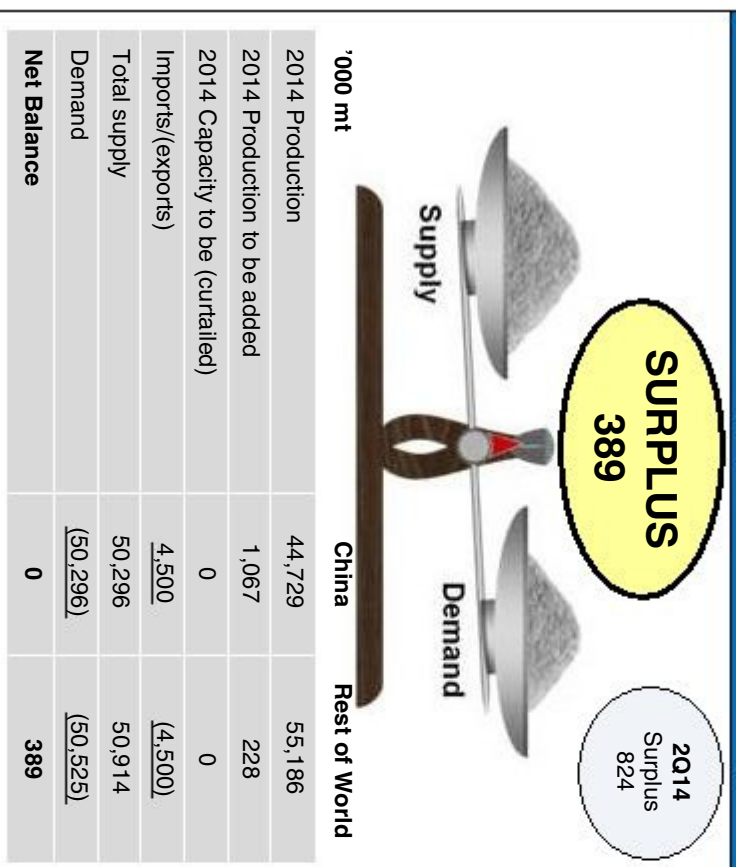 SURPLUS
389
2Q14
Surplus
824
Supply
Demand
’000 mt China Rest of World
2014 Production 44,729 55,186
2014 Production to be added 1,067 228
2014 Capacity to be (curtailed) 0 0
Imports/(exports) 4,500 (4,500)
Total supply 50,296 50,914
Demand (50,296) (50,525)
Net Balance 0 389